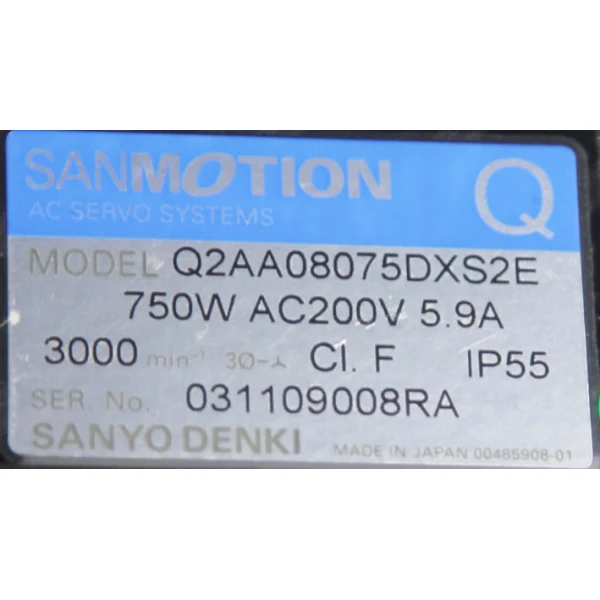 SANMOTION Q
AC SERVO SYSTEMS
MODEL Q2AA08075DXS2E
750W AC200V 5.9A
3000 min⁻¹ 3∅-⅄ Cl. F IP55
SER. No. 031109008RA
SANYO DENKI MADE IN JAPAN 00485908-01